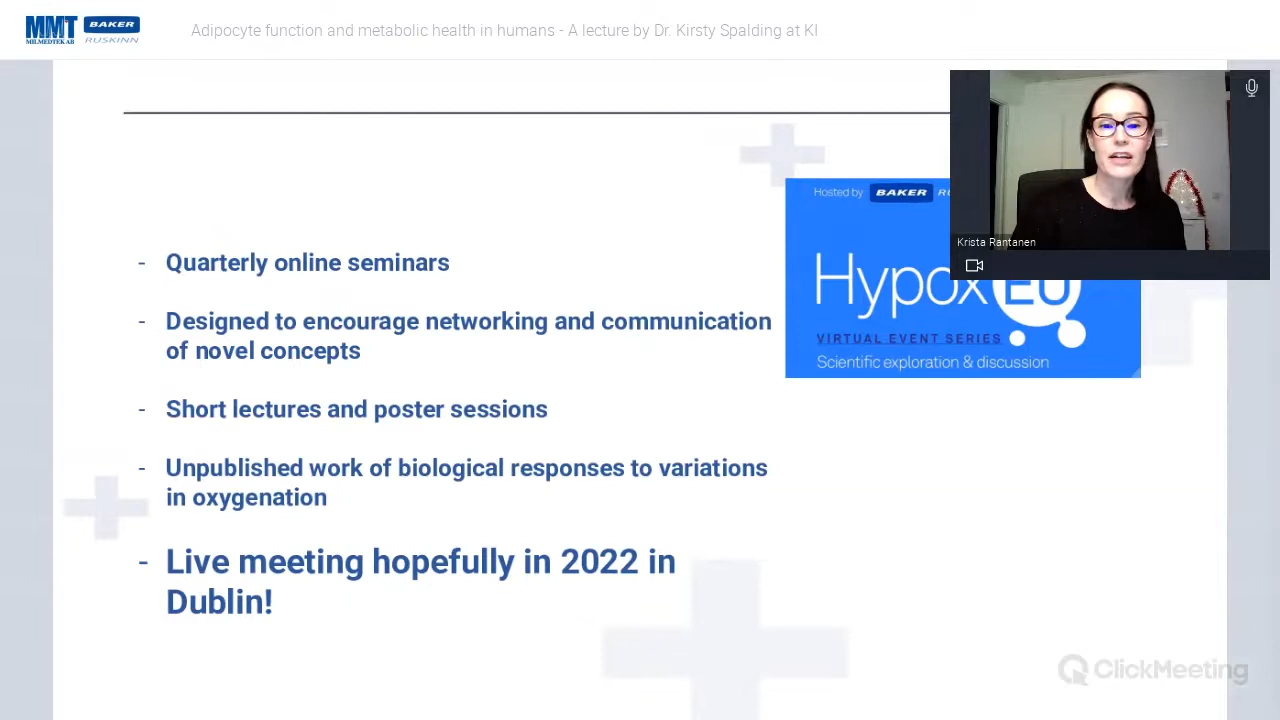 MMT
MILMEDTEK AB
BAKER
RUSKINN
Adipocyte function and metabolic health in humans - A lecture by Dr. Kirsty Spalding at KI
Krista Rantanen
Hosted by BAKER RU
HypoxEU
VIRTUAL EVENT SERIES
Scientific exploration & discussion
- Quarterly online seminars
- Designed to encourage networking and communication
of novel concepts
- Short lectures and poster sessions
- Unpublished work of biological responses to variations
in oxygenation
- Live meeting hopefully in 2022 in
Dublin!
ClickMeeting